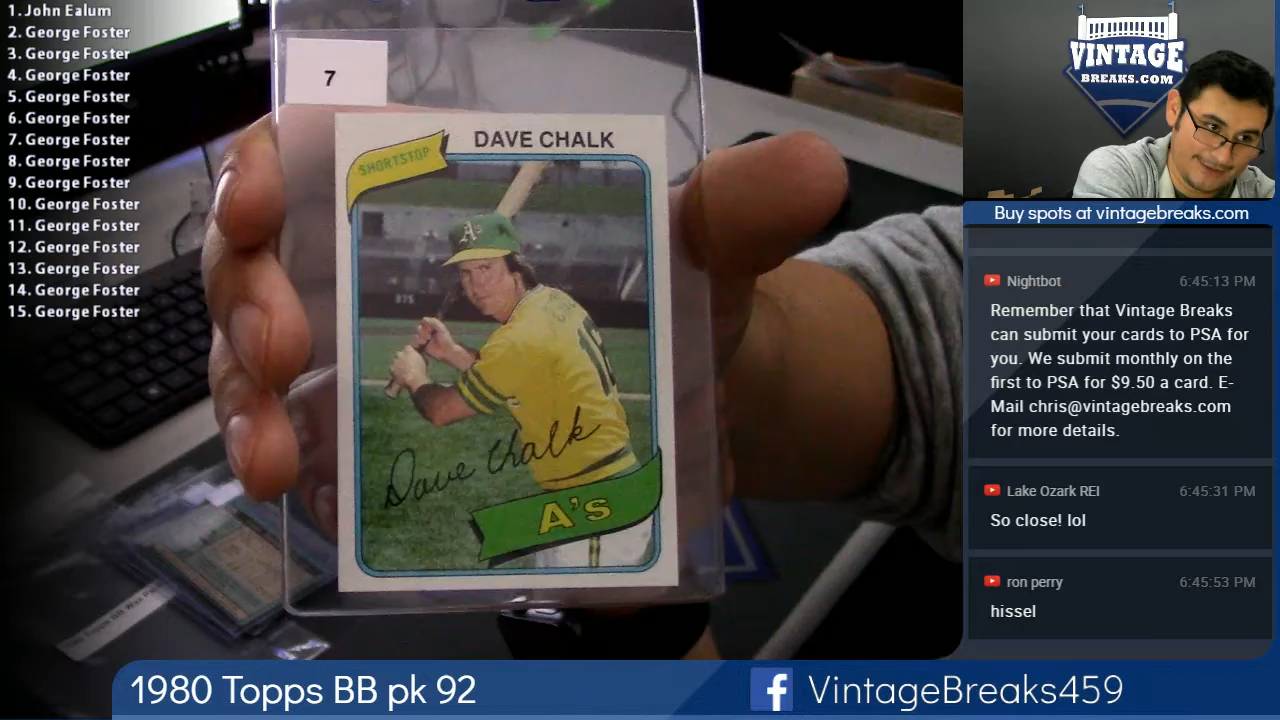 1. John Ealum
2. George Foster
3. George Foster
4. George Foster
5. George Foster
6. George Foster
7. George Foster
8. George Foster
9. George Foster
10. George Foster
11. George Foster
12. George Foster
13. George Foster
14. George Foster
15. George Foster
7
DAVE CHALK
SHORTSTOP
A's
375
Dave Chalk
A's
VINTAGE
BREAKS.COM
Buy spots at vintagebreaks.com
Nightbot 6:45:13 PM
Remember that Vintage Breaks
can submit your cards to PSA for
you. We submit monthly on the
first to PSA for $9.50 a card. E-
Mail chris@vintagebreaks.com
for more details.
Lake Ozark REI 6:45:31 PM
So close! lol
ron perry 6:45:53 PM
hissel
1980 Topps BB pk 92
f VintageBreaks459